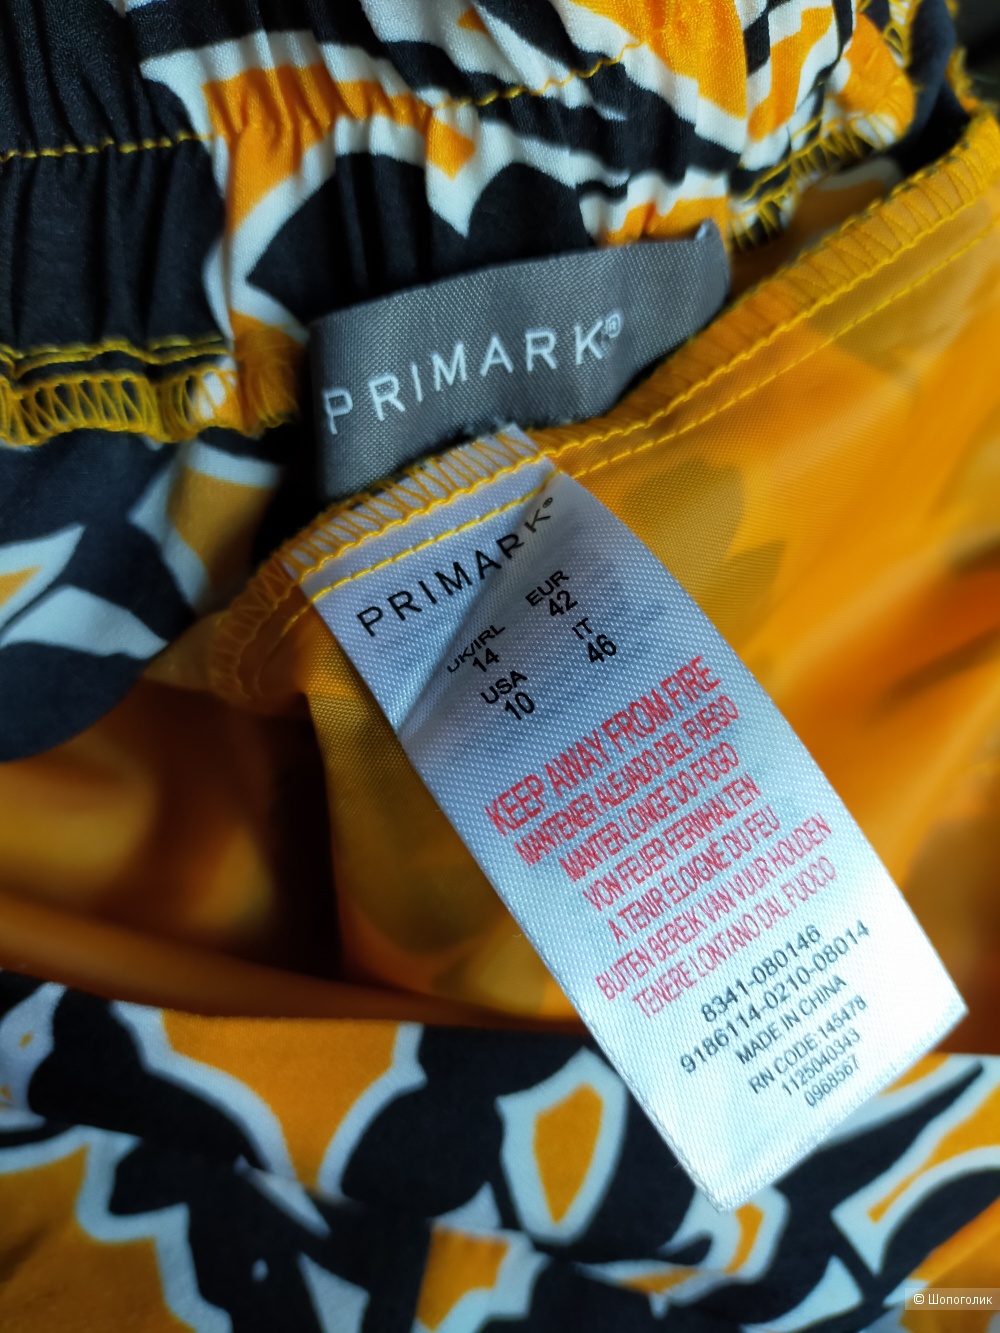 PRIMARK®
PRIMARK®
UK/IRL EUR
14 42
USA IT
10 46
KEEP AWAY FROM FIRE
MANTENER ALEJADO DEL FUEGO
MANTER LONGE DO FOGO
VON FEUER FERNHALTEN
A TENIR ELOIGNE DU FEU
BUITEN BEREIK VAN VUUR HOUDEN
TENERE LONTANO DAL FUOCO
8341-080146
9186114-0210-08014
MADE IN CHINA
RN CODE:145478
1125040343
0968567
© Шопоголик